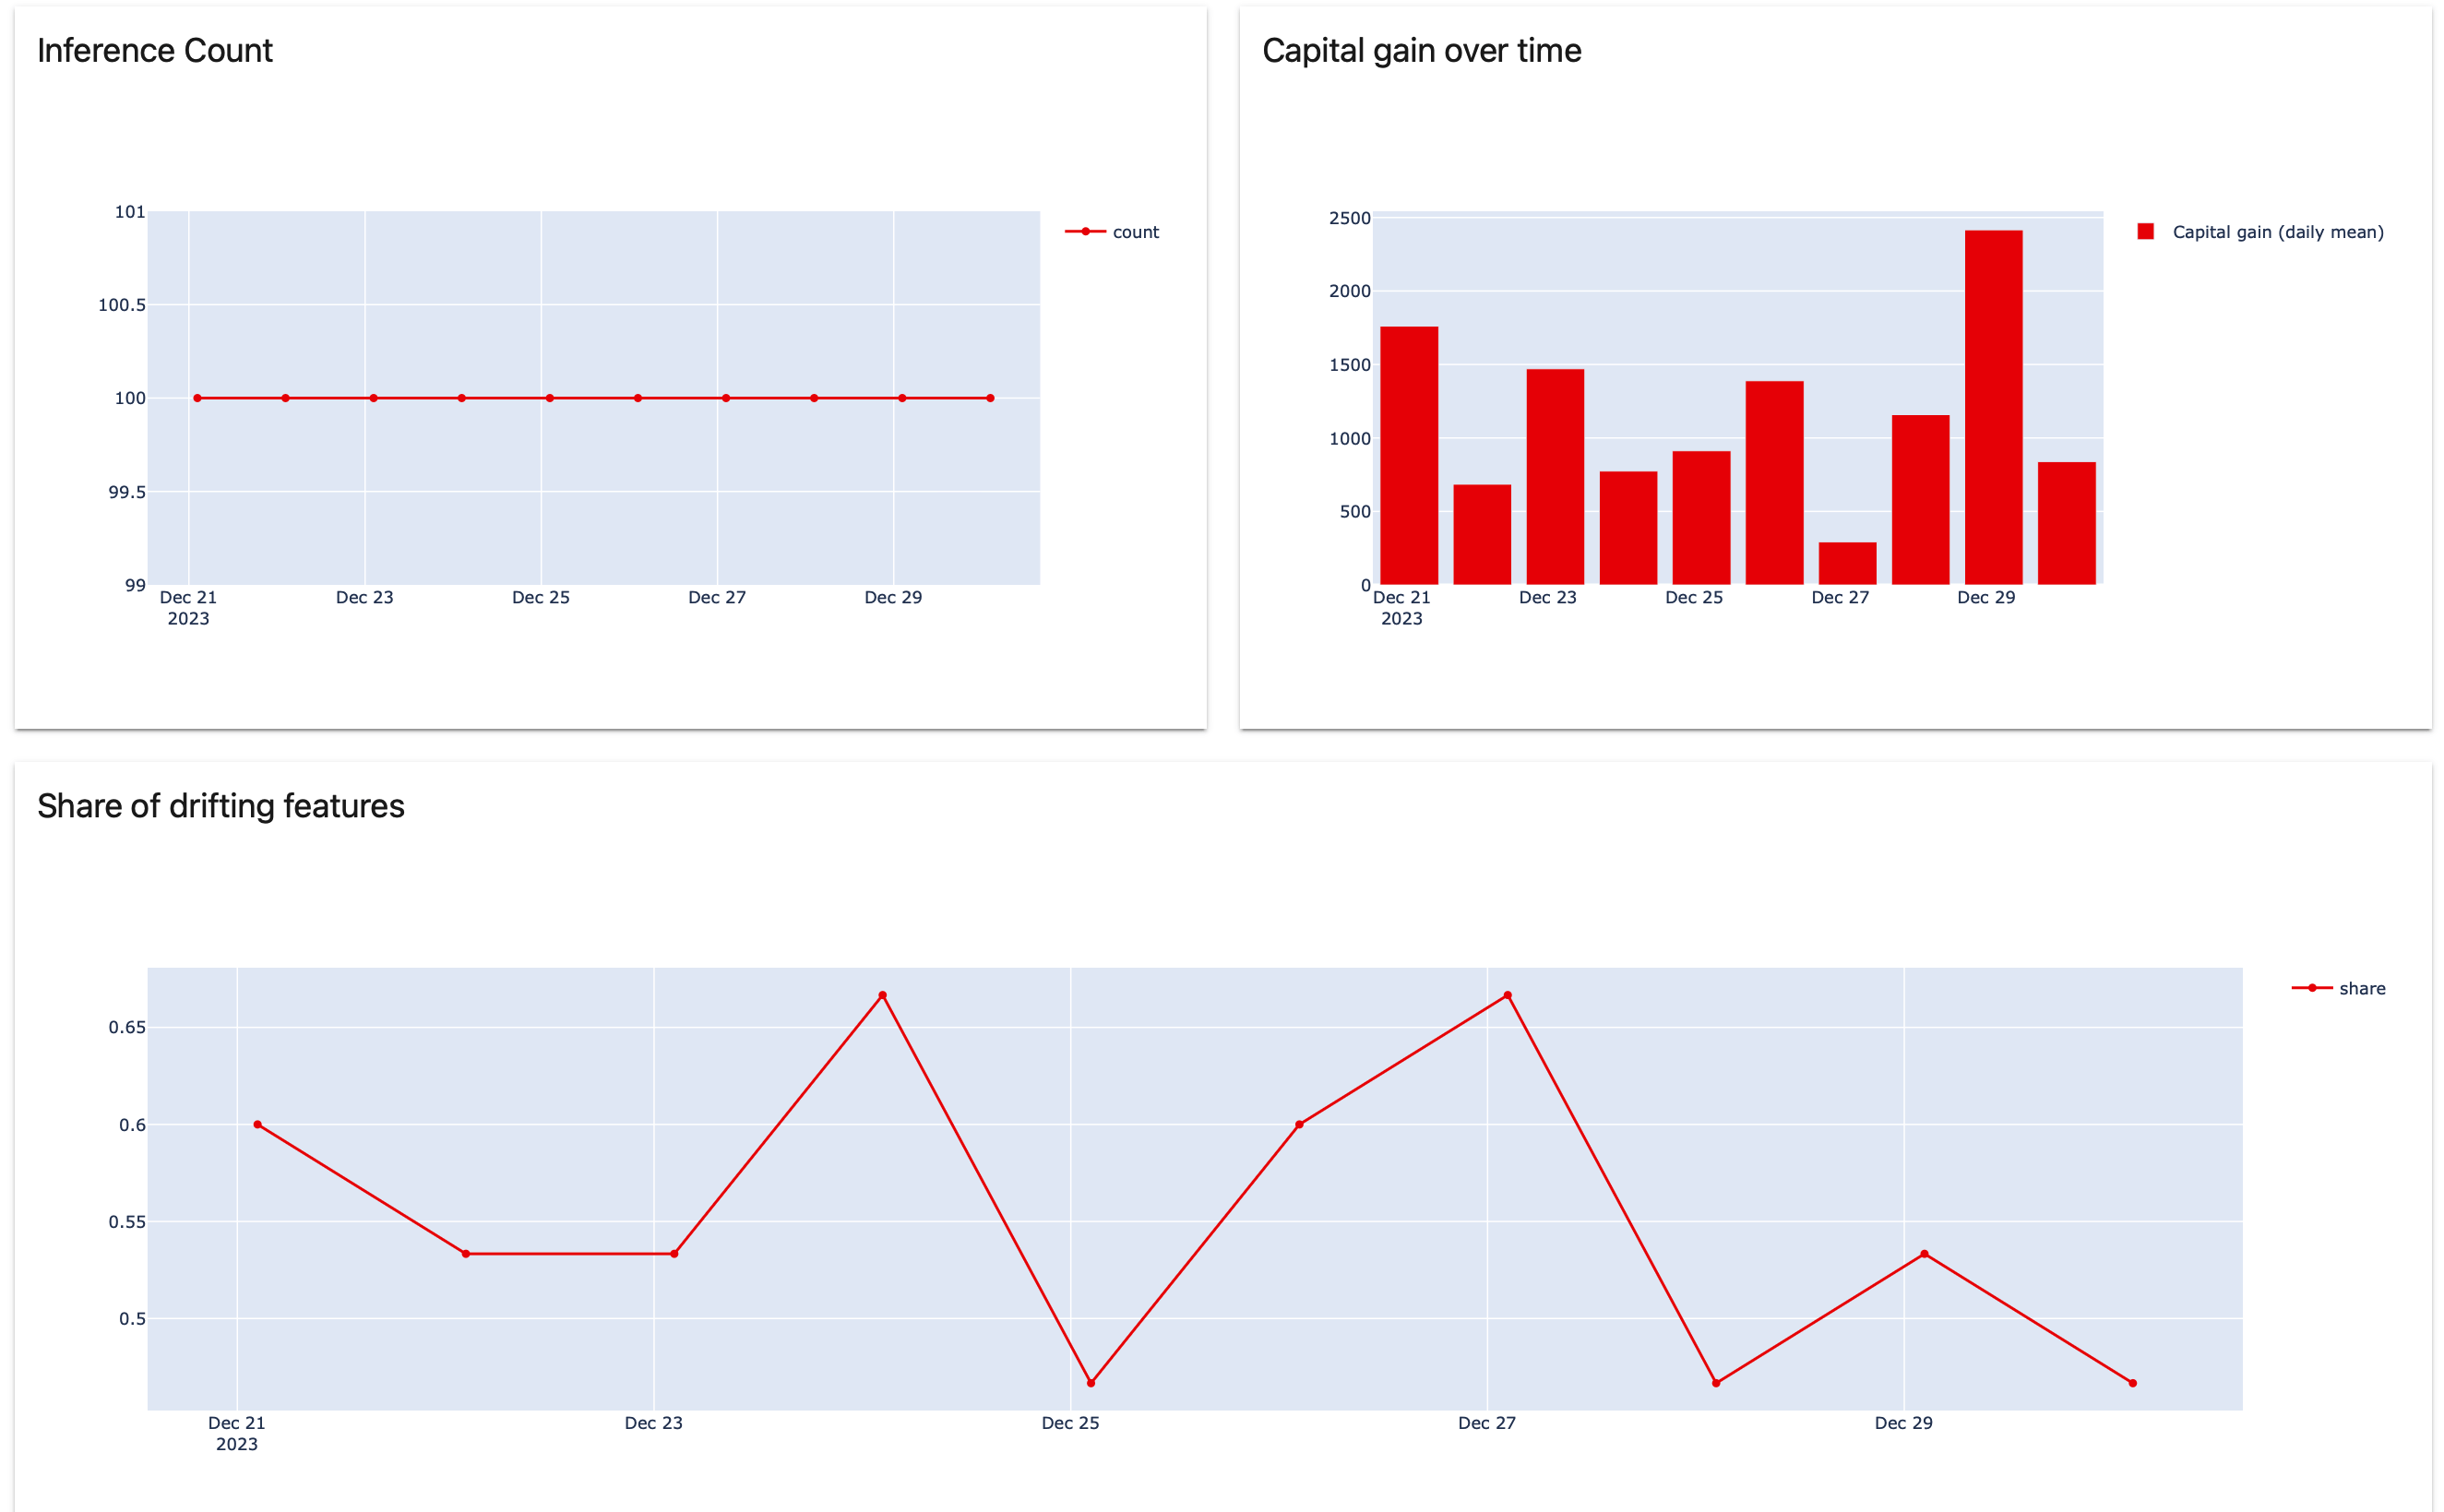 Inference Count
101
100.5
100
99.5
99
Dec 21 Dec 23 Dec 25 Dec 27 Dec 29
2023
count
Capital gain over time
2500
2000
1500
1000
500
0
Dec 21 Dec 23 Dec 25 Dec 27 Dec 29
2023
Capital gain (daily mean)
Share of drifting features
0.65
0.6
0.55
0.5
Dec 21 Dec 23 Dec 25 Dec 27 Dec 29
2023
share